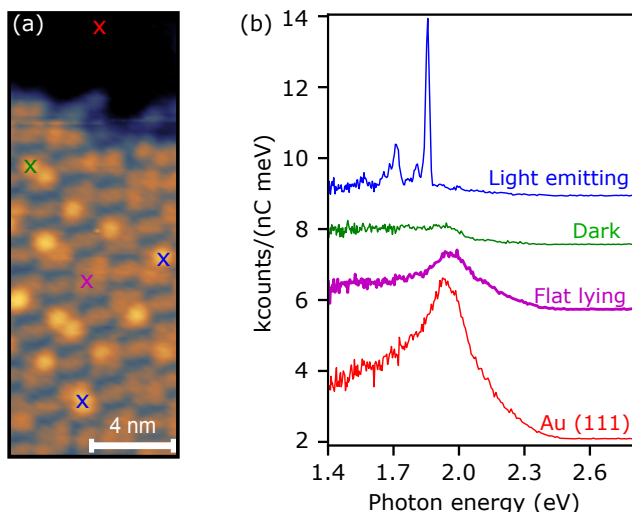 (a)
x
x
x
x
x
4 nm
(b)
kcounts/(nC meV)
14
12
10
8
6
4
2
Light emitting
Dark
Flat lying
Au (111)
1.4 1.7 2.0 2.3 2.6
Photon energy (eV)